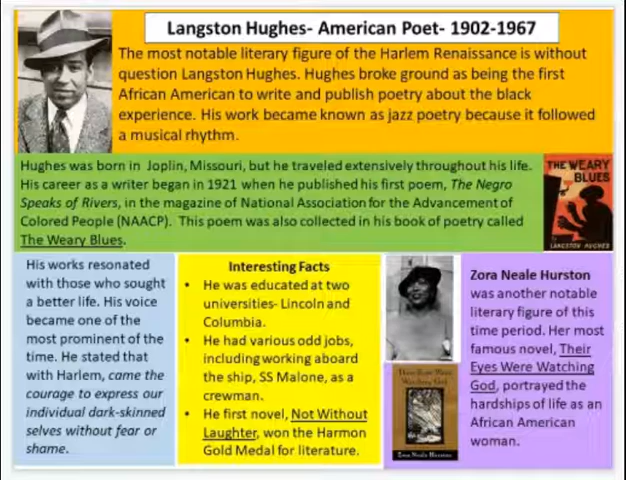 Langston Hughes- American Poet- 1902-1967
The most notable literary figure of the Harlem Renaissance is without
question Langston Hughes. Hughes broke ground as being the first
African American to write and publish poetry about the black
experience. His work became known as jazz poetry because it followed
a musical rhythm.
Hughes was born in Joplin, Missouri, but he traveled extensively throughout his life.
His career as a writer began in 1921 when he published his first poem, The Negro
Speaks of Rivers, in the magazine of National Association for the Advancement of
Colored People (NAACP). This poem was also collected in his book of poetry called
The Weary Blues.
THE WEARY
BLUES
LANGSTON HUGHES
His works resonated
with those who sought
a better life. His voice
became one of the
most prominent of the
time. He stated that
with Harlem, came the
courage to express our
individual dark-skinned
selves without fear or
shame.
Interesting Facts
• He was educated at two
universities- Lincoln and
Columbia.
• He had various odd jobs,
including working aboard
the ship, SS Malone, as a
crewman.
• He first novel, Not Without
Laughter, won the Harmon
Gold Medal for literature.
Their Eyes Were
Watching God
Zora Neale Hurston
Zora Neale Hurston
was another notable
literary figure of this
time period. Her most
famous novel, Their
Eyes Were Watching
God, portrayed the
hardships of life as an
African American
woman.